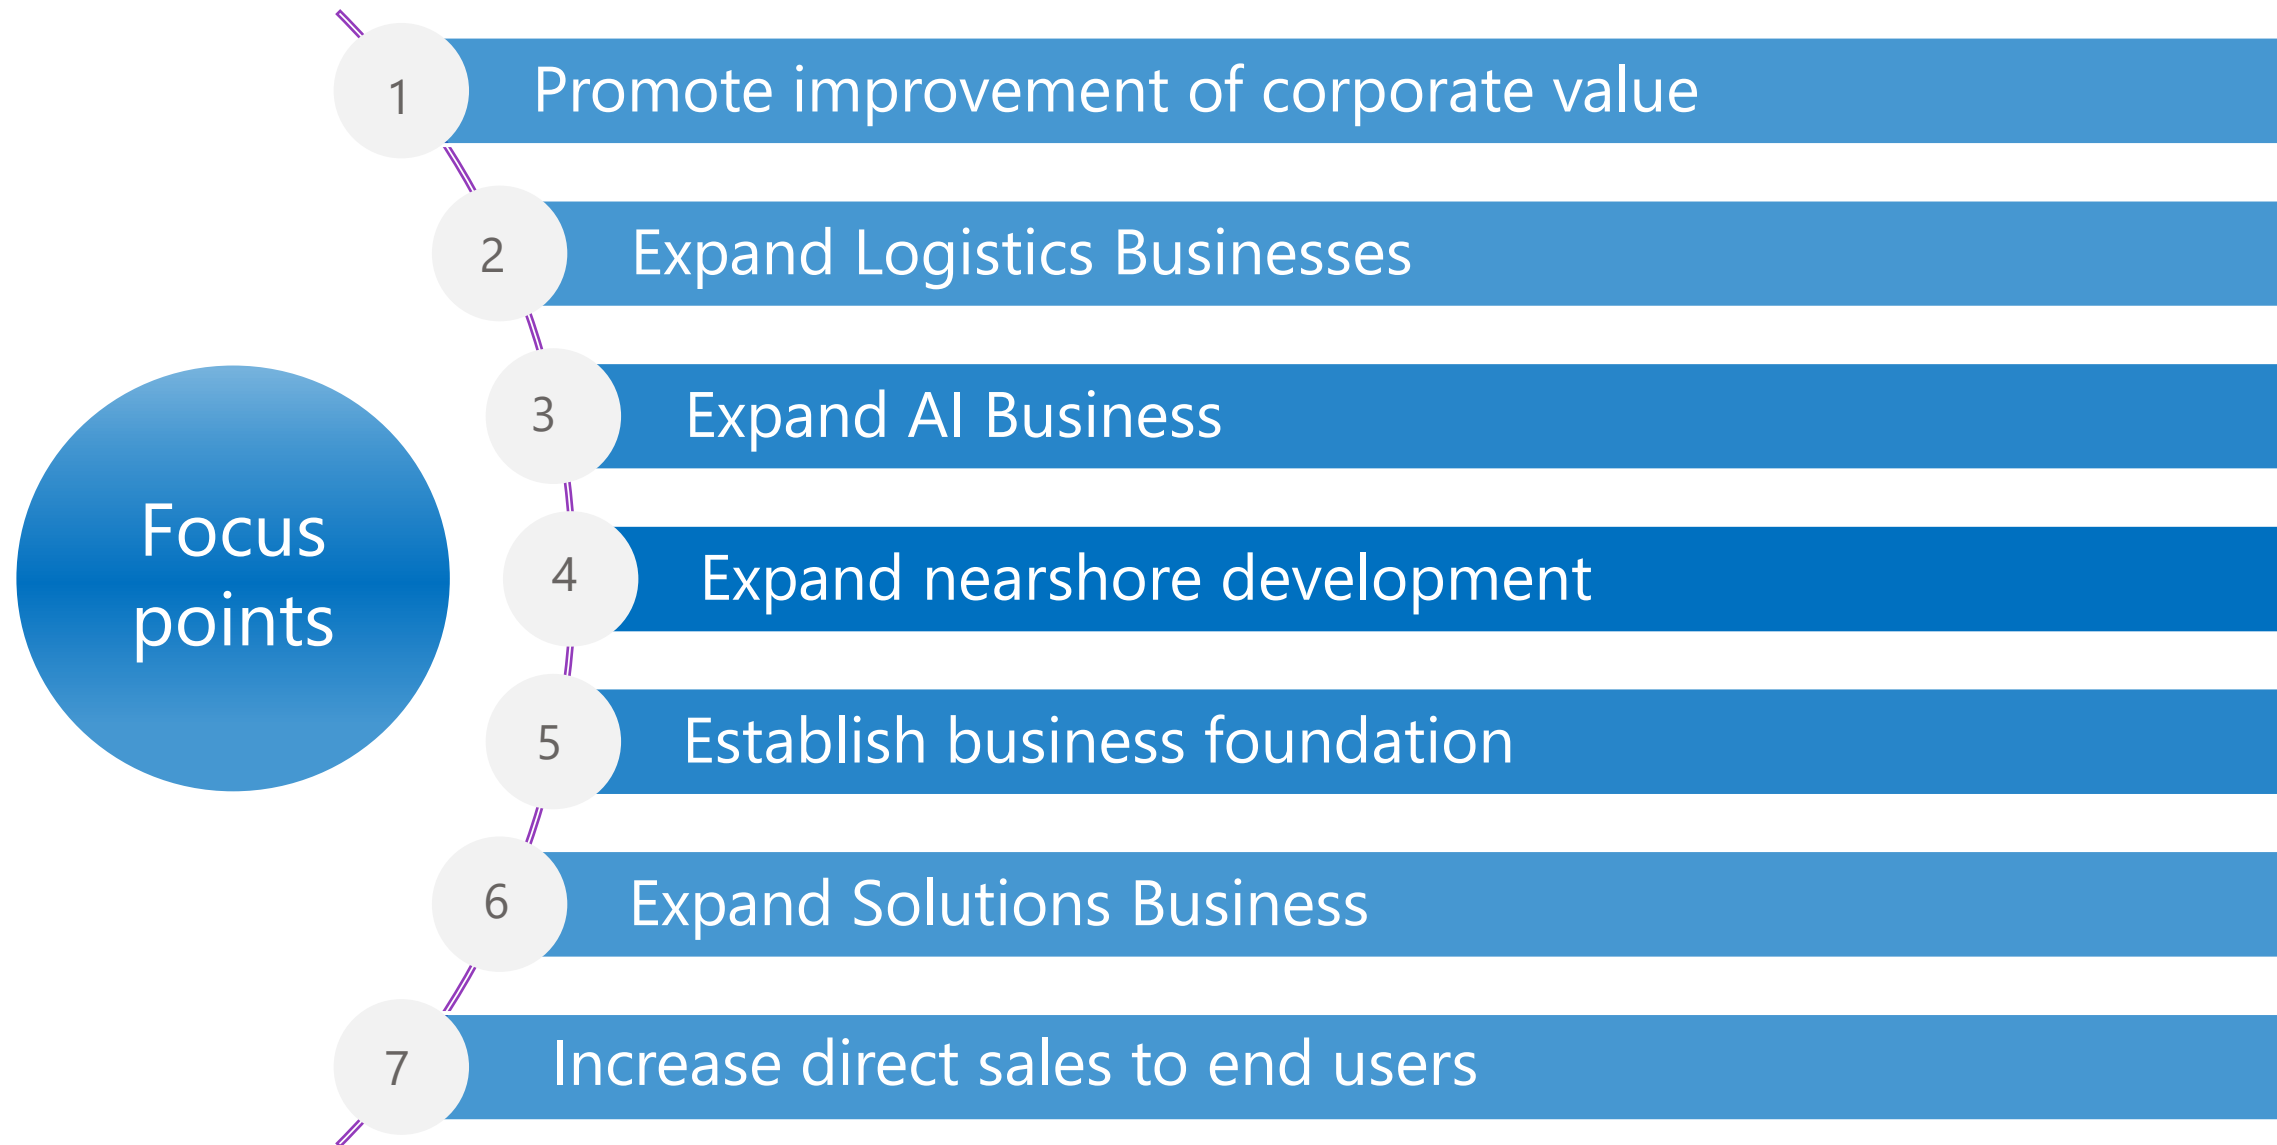 Focus
points
1
Promote improvement of corporate value
2
Expand Logistics Businesses
3
Expand AI Business
4
Expand nearshore development
5
Establish business foundation
6
Expand Solutions Business
7
Increase direct sales to end users